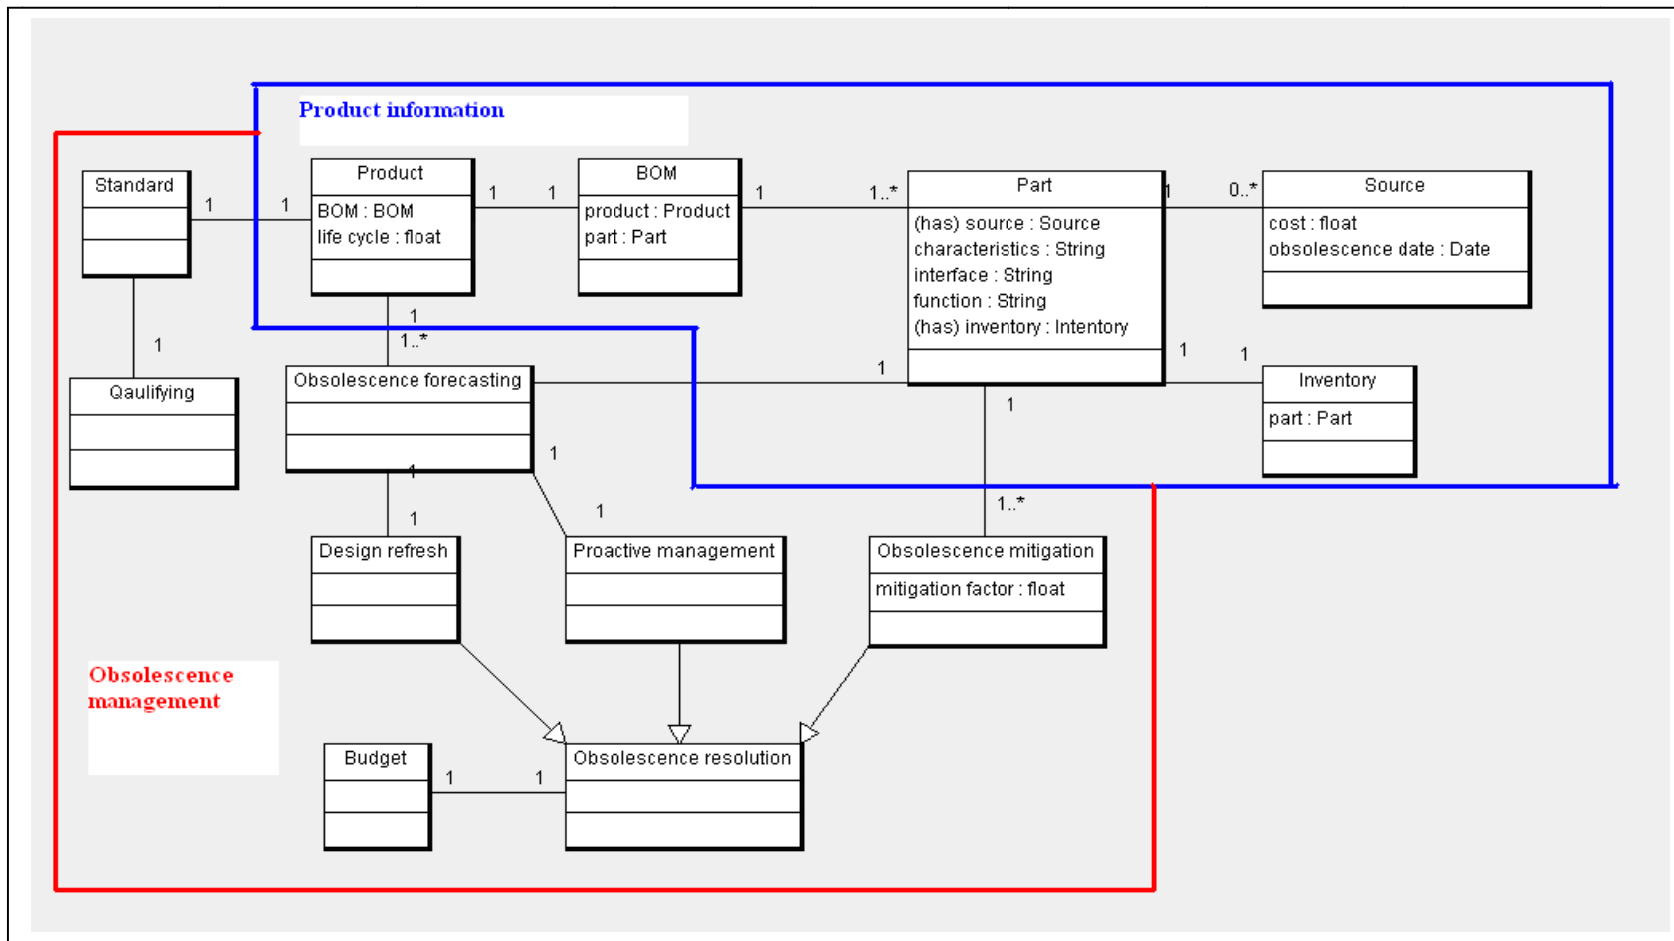 Product information
Standard
Product
BOM : BOM
life cycle : float
BOM
product : Product
part : Part
Part
(has) source : Source
characteristics : String
interface : String
function : String
(has) inventory : Intentory
Source
cost : float
obsolescence date : Date
1
1
1
1
1
1..*
1
0..*
1
1
1..*
Qaulifying
Obsolescence forecasting
1
1
1
Inventory
part : Part
1
1
1
1
1
1..*
Design refresh
Proactive management
Obsolescence mitigation
mitigation factor : float
Obsolescence
management
Budget
1
1
Obsolescence resolution